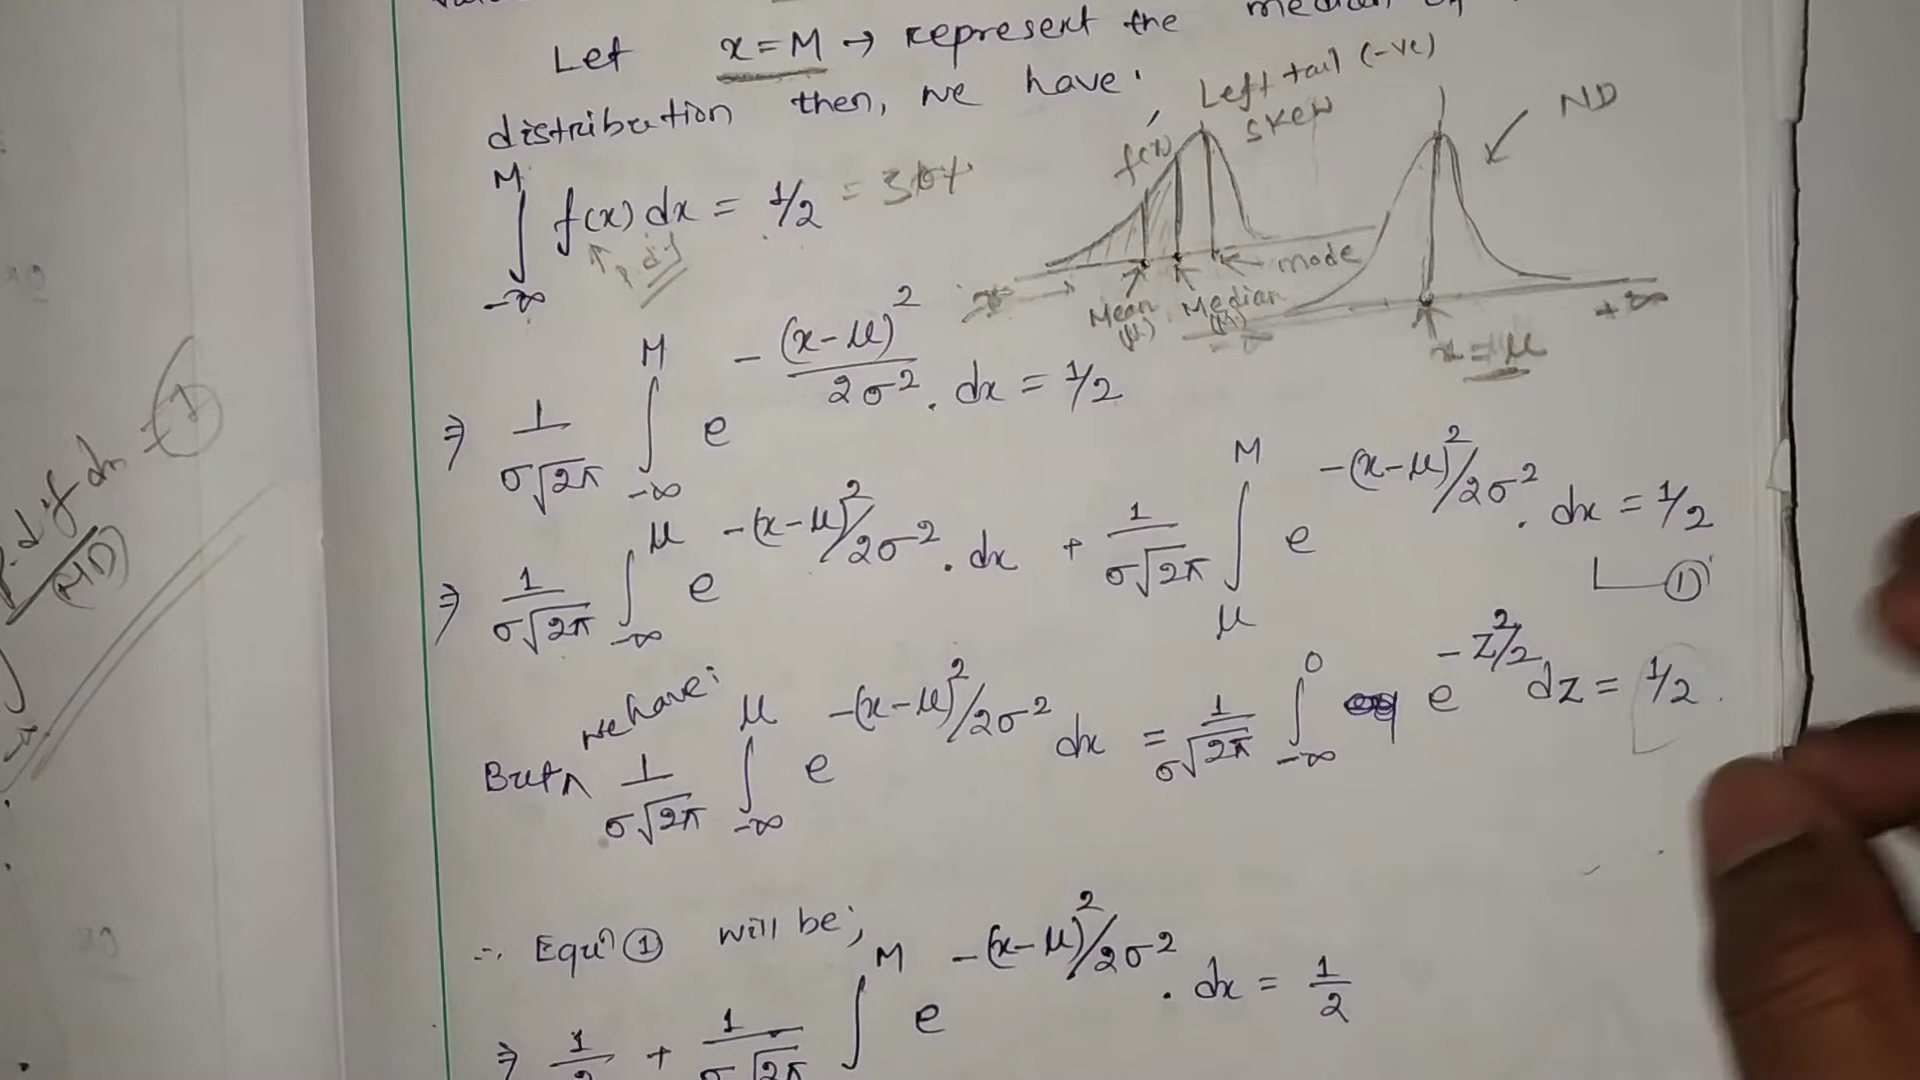 Let x = M → represent the
distribution then, we have'
Left tail (-ve)
skew
ND
f(x)
∫_{-∞}^{M} f(x) dx = 1/2
p.d.f
mode
Mean (μ)
Median (M)
+∞
x = μ
⇒ 1/(σ√2π) ∫_{-∞}^{M} e^{-(x-μ)²/2σ²} . dx = 1/2
⇒ 1/(σ√2π) ∫_{-∞}^{μ} e^{-(x-μ)²/2σ²} . dx + 1/(σ√2π) ∫_{μ}^{M} e^{-(x-μ)²/2σ²} . dx = 1/2
①
But ∧ we have: 1/(σ√2π) ∫_{-∞}^{μ} e^{-(x-μ)²/2σ²} dx = 1/(σ√2π) ∫_{-∞}^{0} e^{-z²/2} dz = 1/2.
∴ Equⁿ ① will be;
⇒ 1/2 + 1/(σ√2π) ∫ ^{M} e^{-(x-μ)²/2σ²} . dx = 1/2
p.d.f dx
(ND)